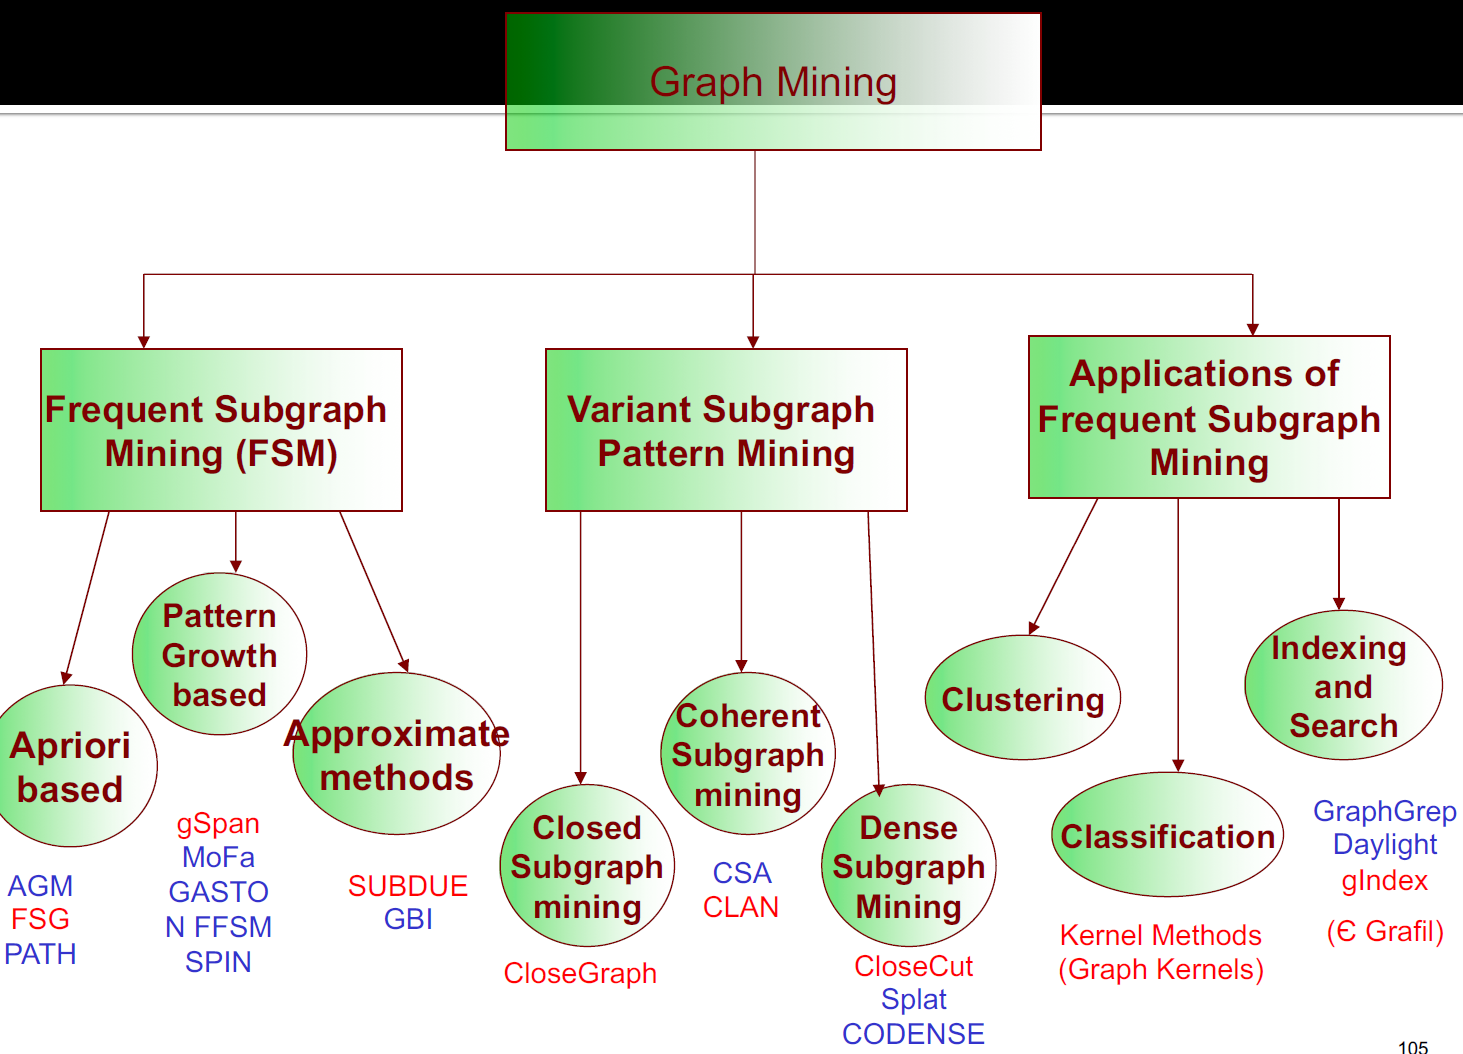 Graph Mining
Frequent Subgraph
Mining (FSM)
Variant Subgraph
Pattern Mining
Applications of
Frequent Subgraph
Mining
Apriori
based
Pattern
Growth
based
Approximate
methods
Closed
Subgraph
mining
Coherent
Subgraph
mining
Dense
Subgraph
Mining
Clustering
Classification
Indexing
and
Search
AGM
FSG
PATH
gSpan
MoFa
GASTO
N FFSM
SPIN
SUBDUE
GBI
CloseGraph
CSA
CLAN
CloseCut
Splat
CODENSE
Kernel Methods
(Graph Kernels)
GraphGrep
Daylight
gIndex
(Є Grafil)
105